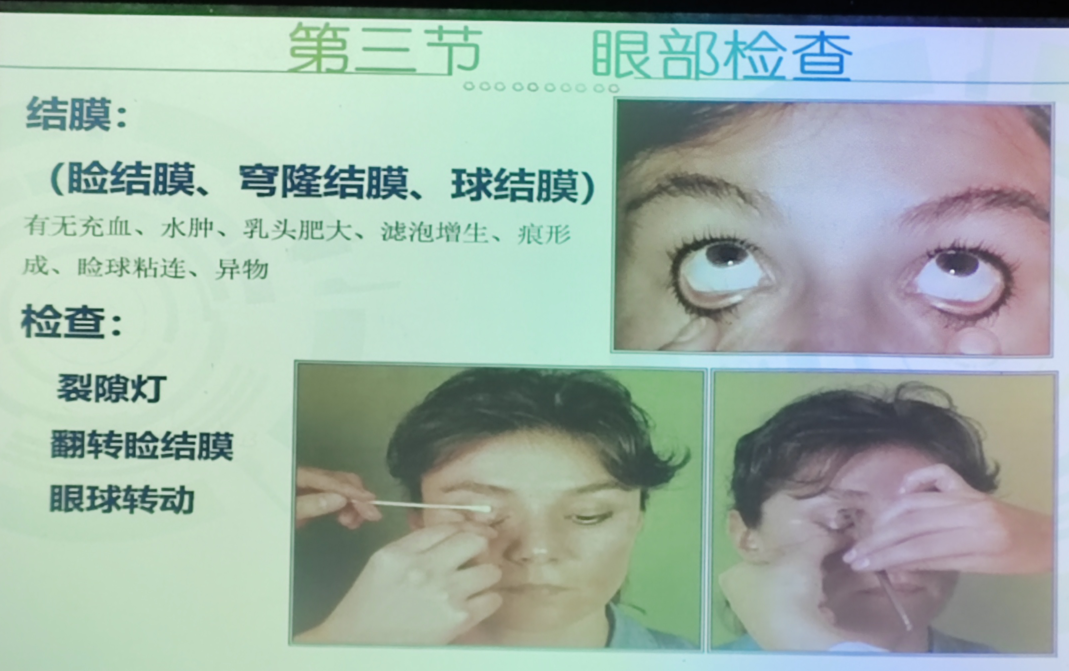 第三节 眼部检查
结膜：
（睑结膜、穹隆结膜、球结膜）
有无充血、水肿、乳头肥大、滤泡增生、瘢形
成、睑球粘连、异物
检查：
裂隙灯
翻转睑结膜
眼球转动